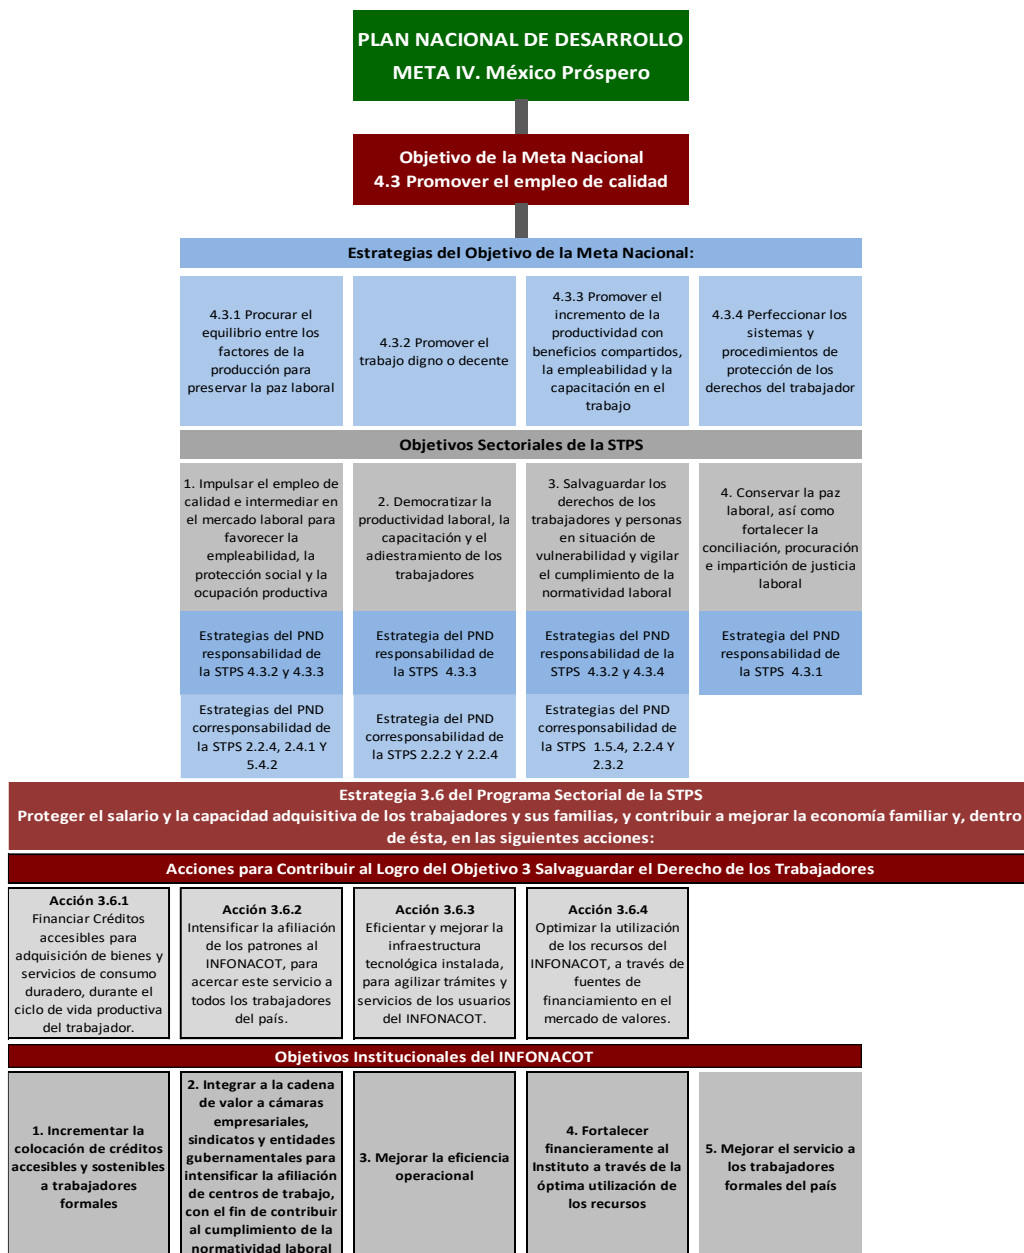 PLAN NACIONAL DE DESARROLLO
META IV. México Próspero
Objetivo de la Meta Nacional
4.3 Promover el empleo de calidad
Estrategias del Objetivo de la Meta Nacional:
4.3.1 Procurar el
equilibrio entre los
factores de la
producción para
preservar la paz laboral
4.3.2 Promover el
trabajo digno o decente
4.3.3 Promover el
incremento de la
productividad con
beneficios compartidos,
la empleabilidad y la
capacitación en el
trabajo
4.3.4 Perfeccionar los
sistemas y
procedimientos de
protección de los
derechos del trabajador
Objetivos Sectoriales de la STPS
1. Impulsar el empleo de
calidad e intermediar en
el mercado laboral para
favorecer la
empleabilidad, la
protección social y la
ocupación productiva
2. Democratizar la
productividad laboral, la
capacitación y el
adiestramiento de los
trabajadores
3. Salvaguardar los
derechos de los
trabajadores y personas
en situación de
vulnerabilidad y vigilar
el cumplimiento de la
normatividad laboral
4. Conservar la paz
laboral, así como
fortalecer la
conciliación, procuración
e impartición de justicia
laboral
Estrategias del PND
responsabilidad de
la STPS 4.3.2 y 4.3.3
Estrategia del PND
responsabilidad de
la STPS 4.3.3
Estrategias del PND
responsabilidad de la
STPS 4.3.2 y 4.3.4
Estrategia del PND
responsabilidad de
la STPS 4.3.1
Estrategias del PND
corresponsabilidad de
la STPS 2.2.4, 2.4.1 Y
5.4.2
Estrategia del PND
corresponsabilidad de
la STPS 2.2.2 Y 2.2.4
Estrategias del PND
corresponsabilidad de
la STPS 1.5.4, 2.2.4 Y
2.3.2
Estrategia 3.6 del Programa Sectorial de la STPS
Proteger el salario y la capacidad adquisitiva de los trabajadores y sus familias, y contribuir a mejorar la economía familiar y, dentro
de ésta, en las siguientes acciones:
Acciones para Contribuir al Logro del Objetivo 3 Salvaguardar el Derecho de los Trabajadores
Acción 3.6.1
Financiar Créditos
accesibles para
adquisición de bienes y
servicios de consumo
duradero, durante el
ciclo de vida productiva
del trabajador.
Acción 3.6.2
Intensificar la afiliación
de los patrones al
INFONACOT, para
acercar este servicio a
todos los trabajadores
del país.
Acción 3.6.3
Eficientar y mejorar la
infraestructura
tecnológica instalada,
para agilizar trámites y
servicios de los usuarios
del INFONACOT.
Acción 3.6.4
Optimizar la utilización
de los recursos del
INFONACOT, a través de
fuentes de
financiamiento en el
mercado de valores.
Objetivos Institucionales del INFONACOT
1. Incrementar la
colocación de créditos
accesibles y sostenibles
a trabajadores
formales
2. Integrar a la cadena
de valor a cámaras
empresariales,
sindicatos y entidades
gubernamentales para
intensificar la afiliación
de centros de trabajo,
con el fin de contribuir
al cumplimiento de la
normatividad laboral
3. Mejorar la eficiencia
operacional
4. Fortalecer
financieramente al
Instituto a través de la
óptima utilización de
los recursos
5. Mejorar el servicio a
los trabajadores
formales del país